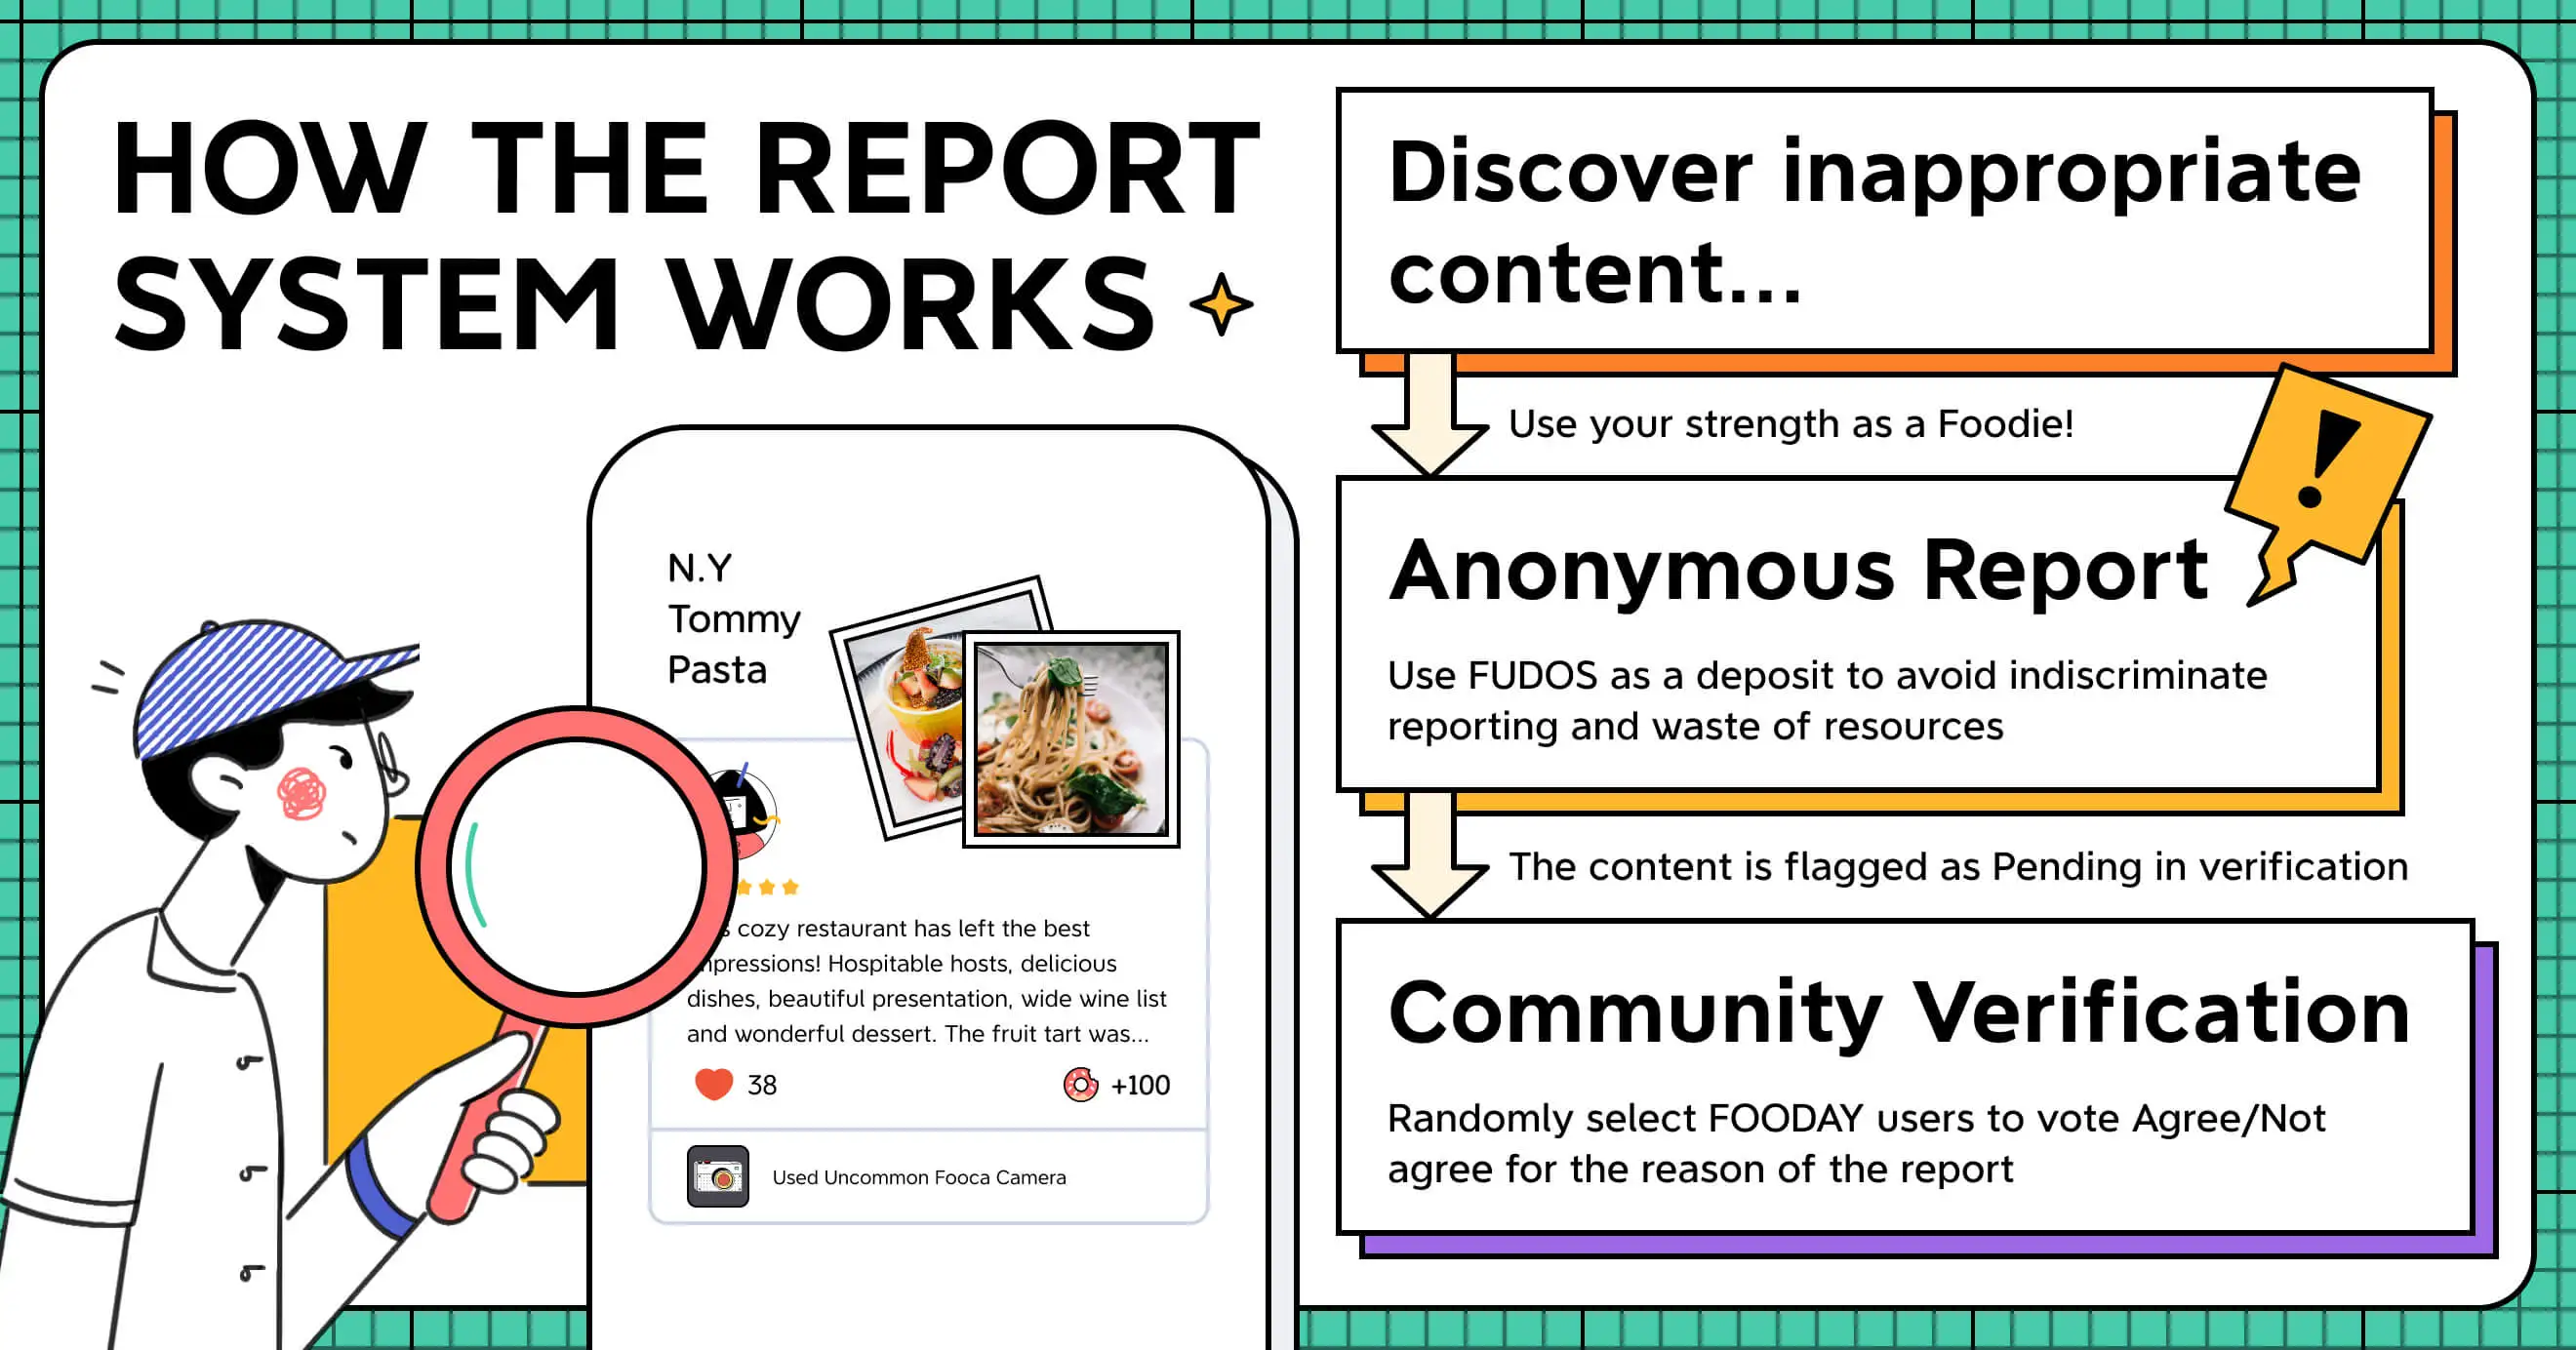 HOW THE REPORT
SYSTEM WORKS
N.Y
Tommy
Pasta
cozy restaurant has left the best
impressions! Hospitable hosts, delicious
dishes, beautiful presentation, wide wine list
and wonderful dessert. The fruit tart was...
38
+100
Used Uncommon Fooca Camera
Discover inappropriate
content...
Use your strength as a Foodie!
Anonymous Report
Use FUDOS as a deposit to avoid indiscriminate
reporting and waste of resources
The content is flagged as Pending in verification
Community Verification
Randomly select FOODAY users to vote Agree/Not
agree for the reason of the report